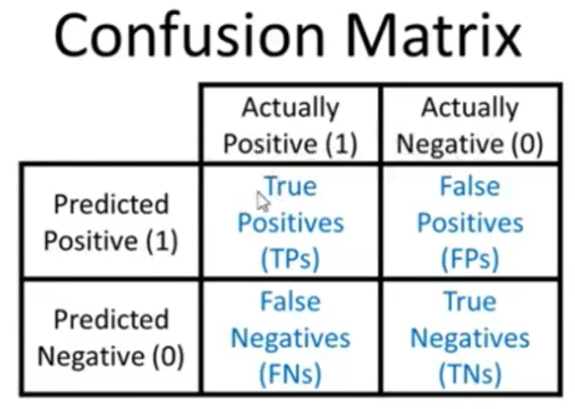 Confusion Matrix
Actually
Positive (1)
Actually
Negative (0)
Predicted
Positive (1)
True
Positives
(TPs)
False
Positives
(FPs)
Predicted
Negative (0)
False
Negatives
(FNs)
True
Negatives
(TNs)